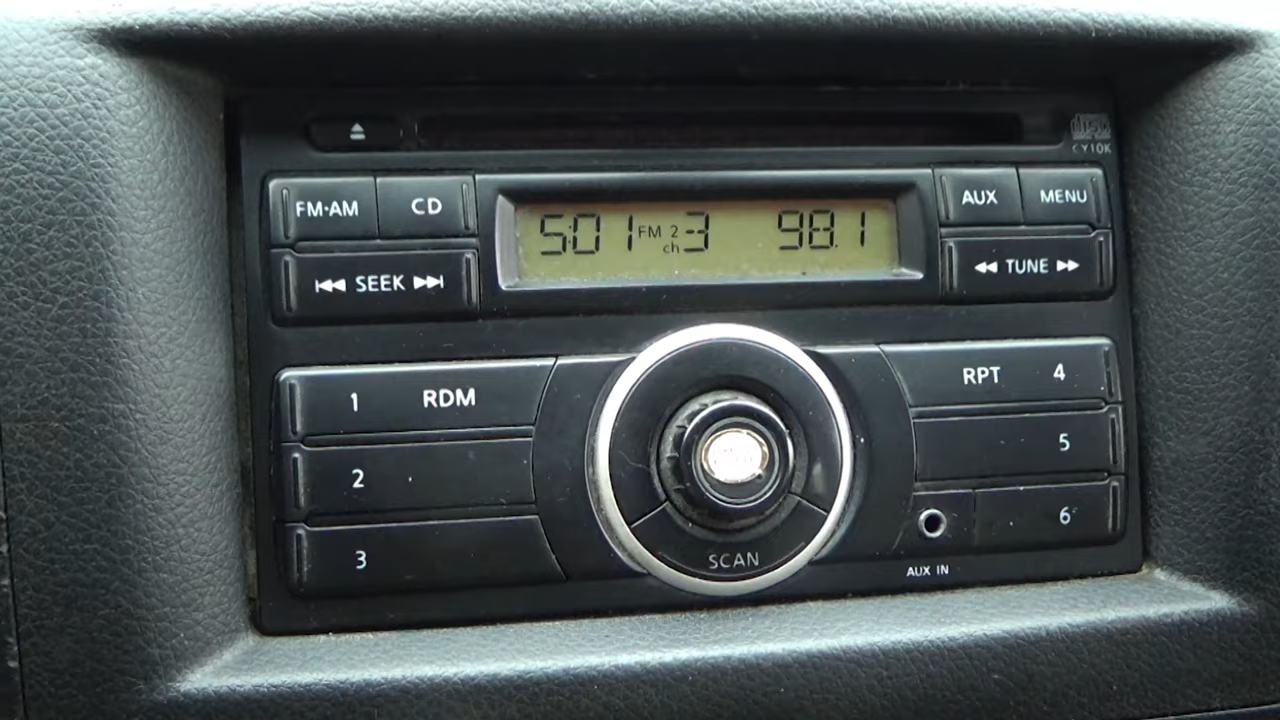 ⏏
DISC
CY10K
FM·AM
CD
5:01 FM 2 ch 3 98.1
AUX
MENU
⏮ SEEK ⏭
◀◀ TUNE ▶▶
1 RDM
RPT 4
2
5
3
6
SCAN
AUX IN